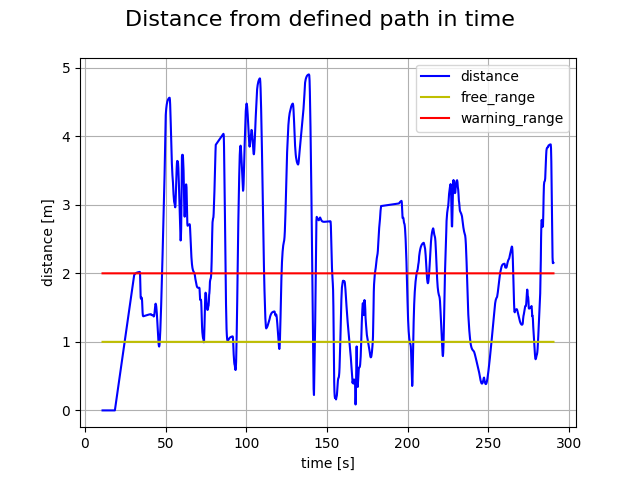 Distance from defined path in time
distance
free_range
warning_range
distance [m]
5
4
3
2
1
0
0 50 100 150 200 250 300
time [s]